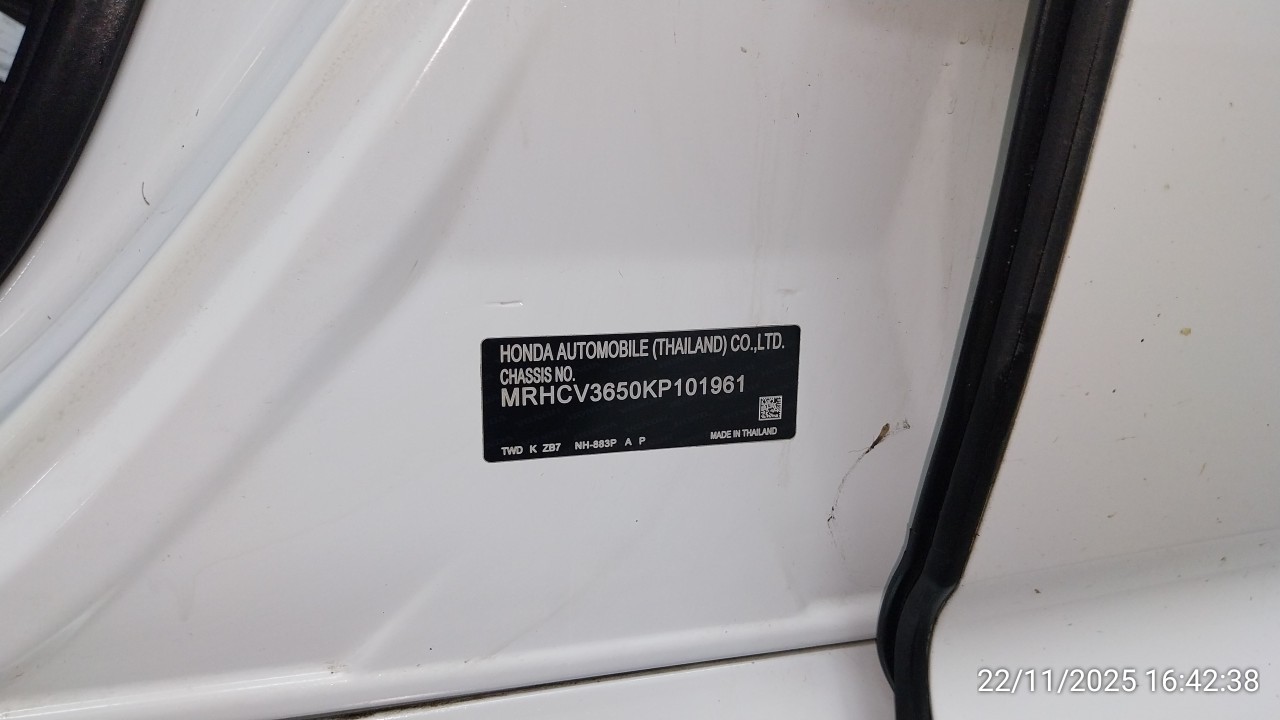 HONDA AUTOMOBILE (THAILAND) CO.,LTD.
CHASSIS NO.
MRHCV3650KP101961
TWD K ZB7 NH-883P A P MADE IN THAILAND
22/11/2025 16:42:38